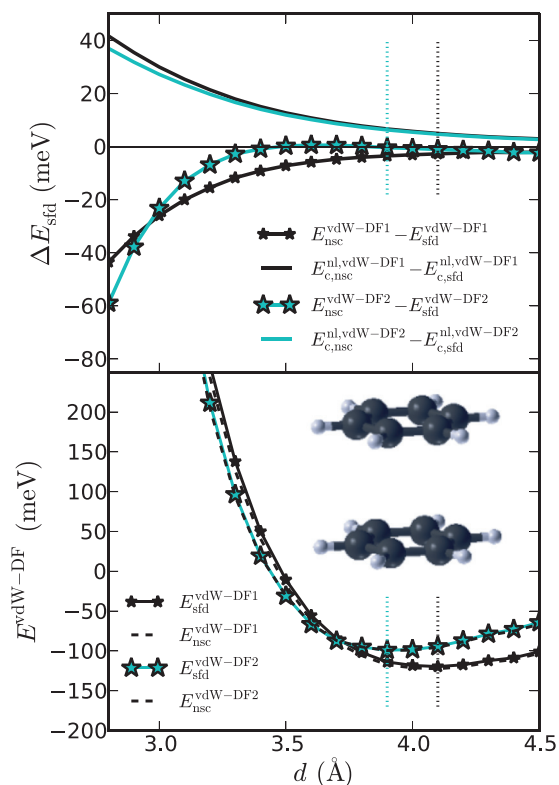 40
20
0
−20
−40
−60
−80
ΔE_sfd (meV)
E_nsc^vdW−DF1 − E_sfd^vdW−DF1
E_c,nsc^nl,vdW−DF1 − E_c,sfd^nl,vdW−DF1
E_nsc^vdW−DF2 − E_sfd^vdW−DF2
E_c,nsc^nl,vdW−DF2 − E_c,sfd^nl,vdW−DF2
200
150
100
50
0
−50
−100
−150
−200
E^vdW−DF (meV)
E_sfd^vdW−DF1
E_nsc^vdW−DF1
E_sfd^vdW−DF2
E_nsc^vdW−DF2
3.0 3.5 4.0 4.5
d (Å)